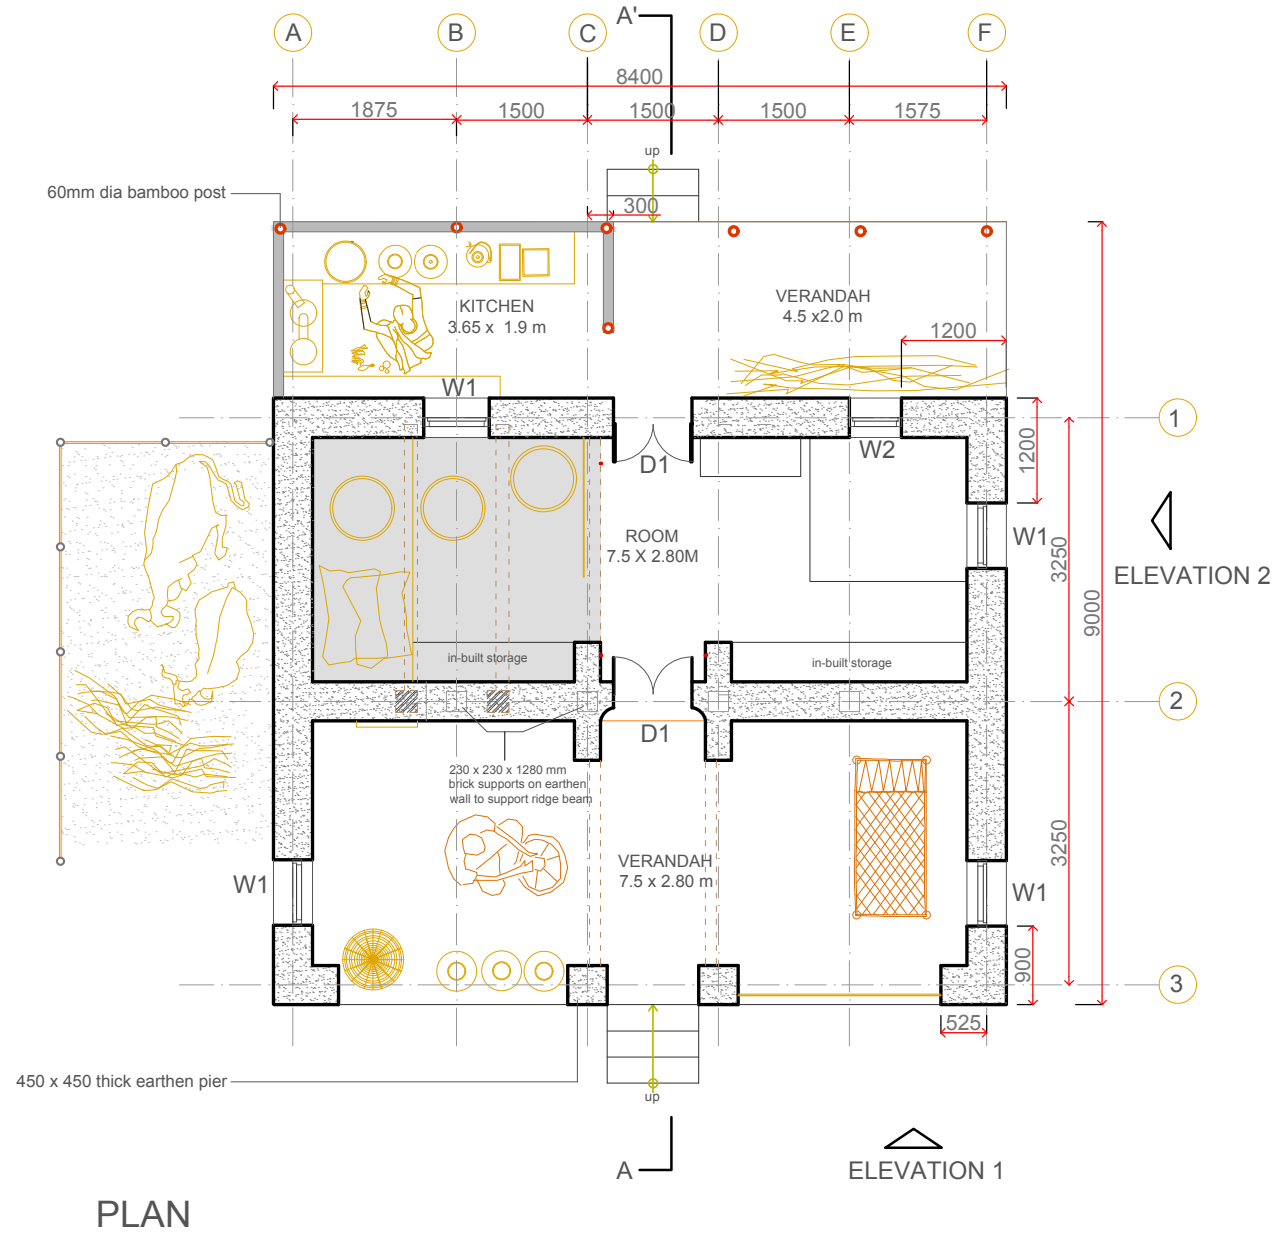 A'
A
B
C
D
E
F
8400
1875
1500
1500
1500
1575
up
60mm dia bamboo post
300
KITCHEN
3.65 x  1.9 m
VERANDAH
4.5 x2.0 m
1200
W1
W2
1
D1
1200
ROOM
7.5 X 2.80M
W1
3250
ELEVATION 2
9000
in-built storage
in-built storage
2
D1
230 x 230 x 1280 mm
brick supports on earthen
wall to support ridge beam
3250
VERANDAH
7.5 x 2.80 m
W1
W1
900
3
525
450 x 450 thick earthen pier
up
A
ELEVATION 1
PLAN